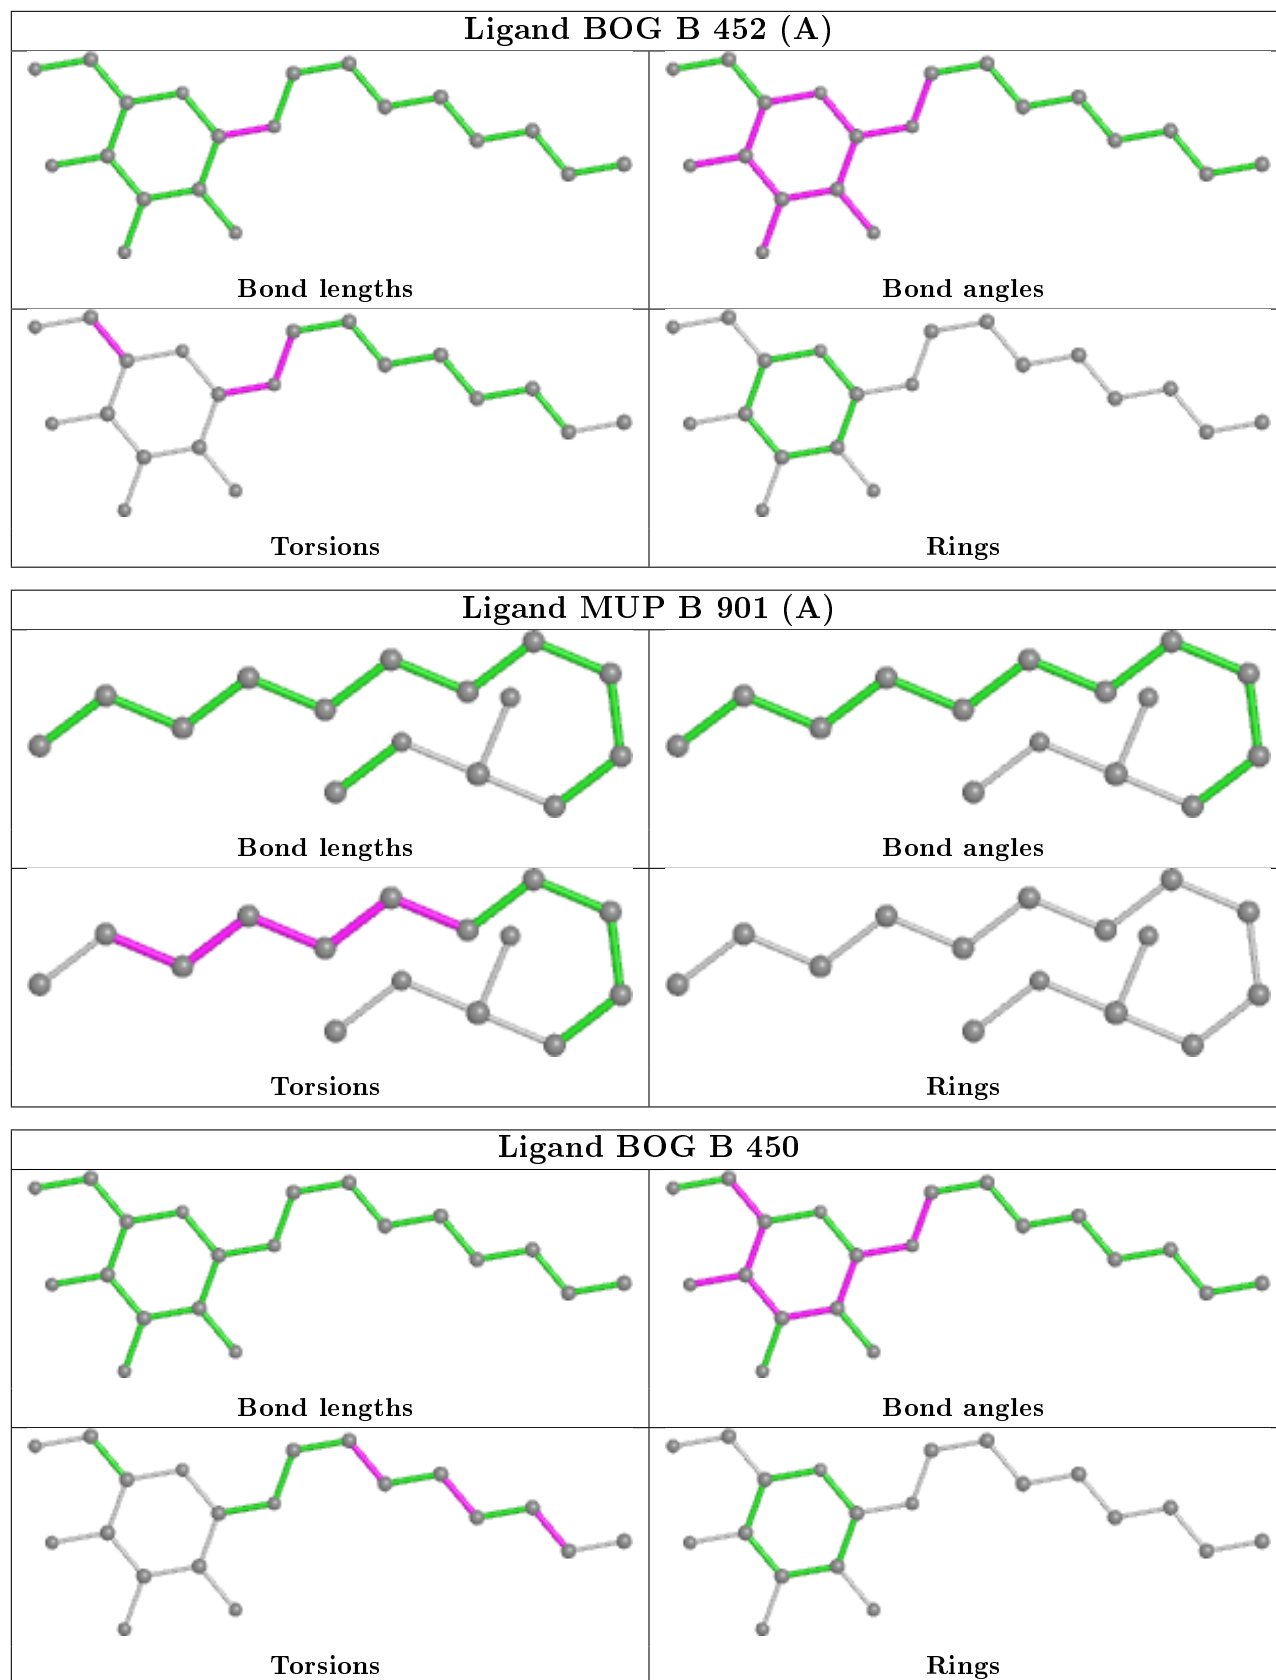 Ligand BOG B 452 (A)
Bond lengths
Bond angles
Torsions
Rings
Ligand MUP B 901 (A)
Bond lengths
Bond angles
Torsions
Rings
Ligand BOG B 450
Bond lengths
Bond angles
Torsions
Rings